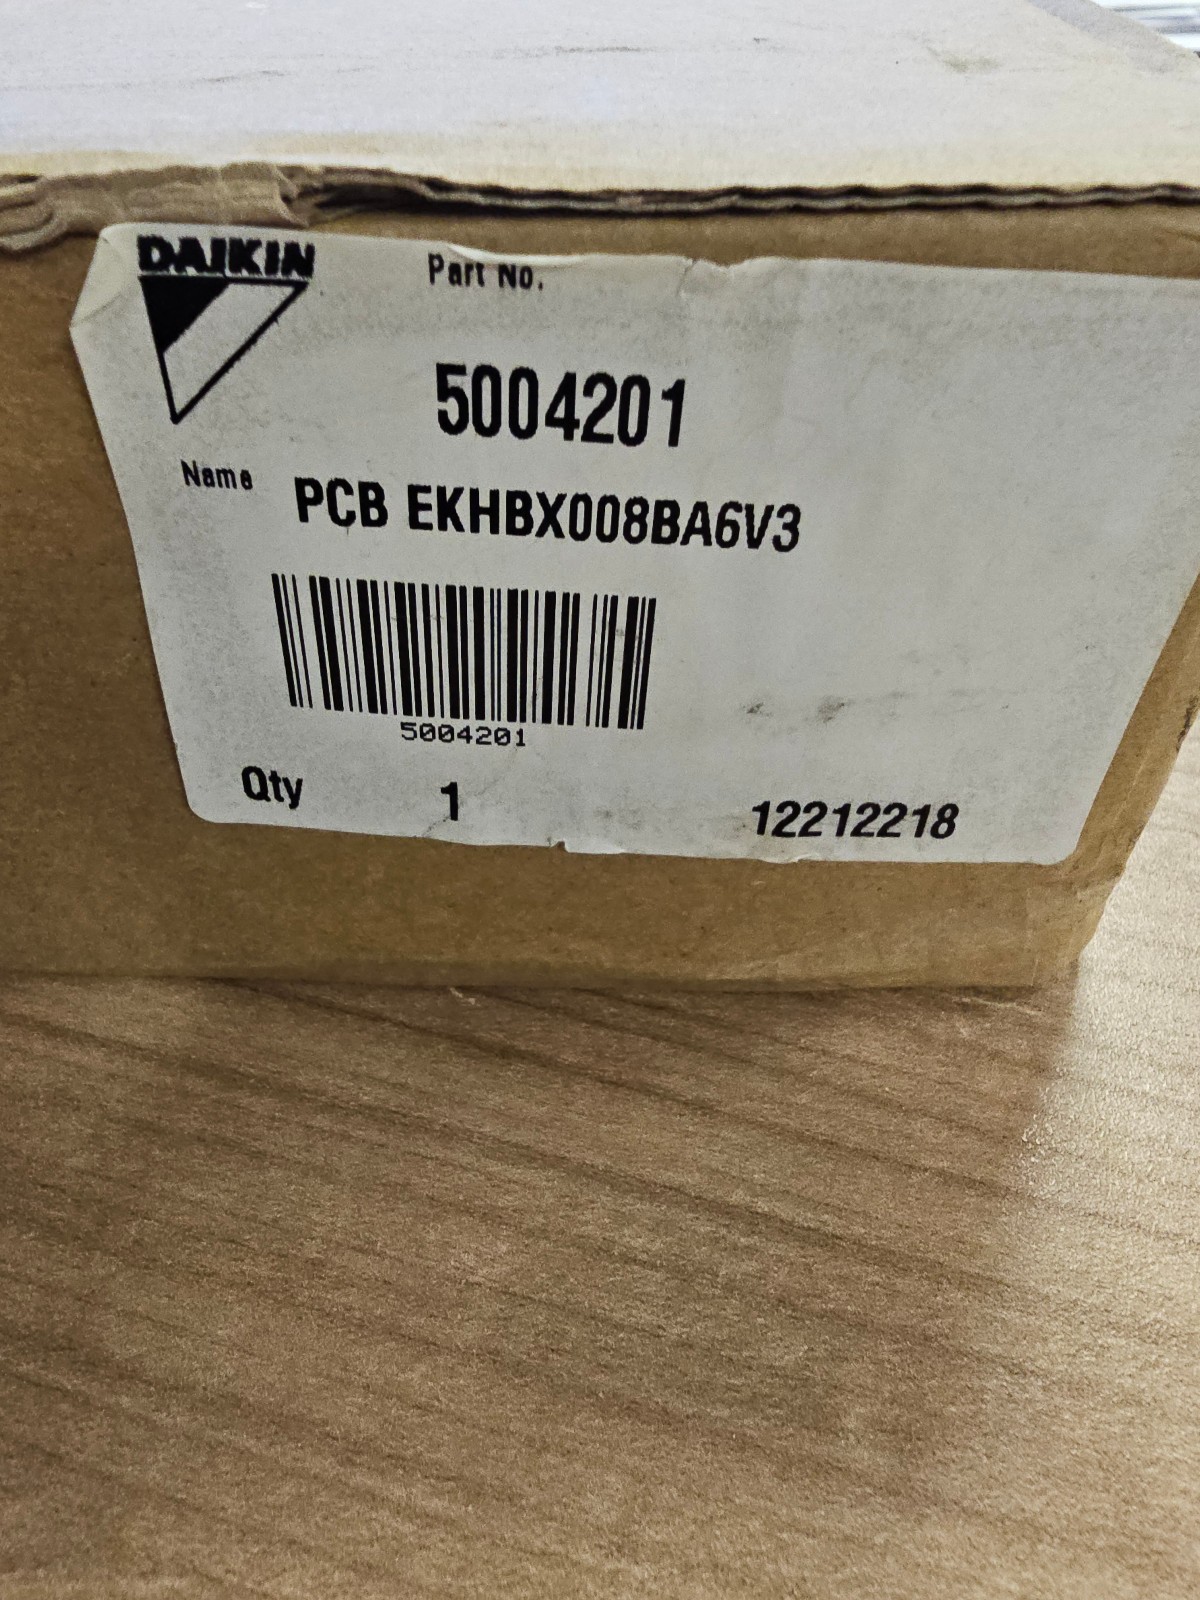 DAIKIN
Part No.
5004201
Name
PCB EKHBX008BA6V3
5004201
Qty 1 12212218